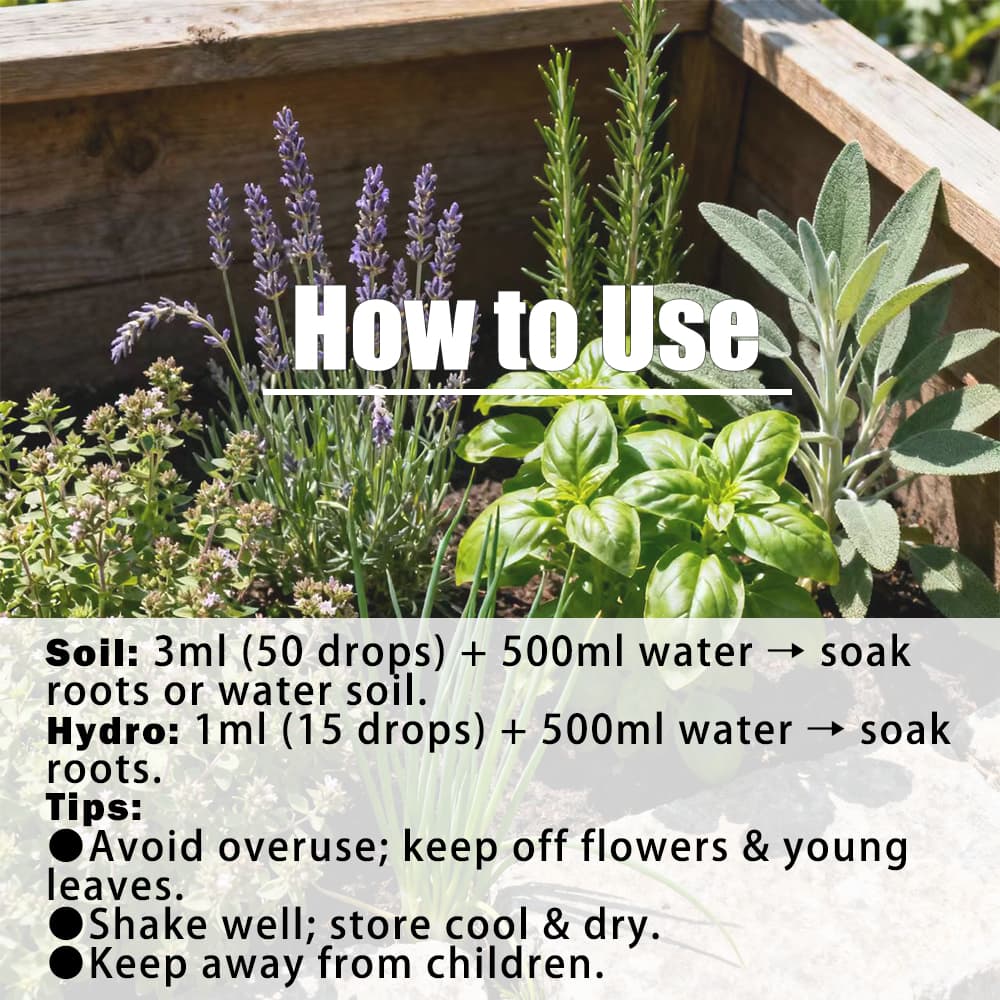 How to Use
Soil: 3ml (50 drops) + 500ml water → soak
roots or water soil.
Hydro: 1ml (15 drops) + 500ml water → soak
roots.
Tips:
●Avoid overuse; keep off flowers & young
leaves.
●Shake well; store cool & dry.
●Keep away from children.